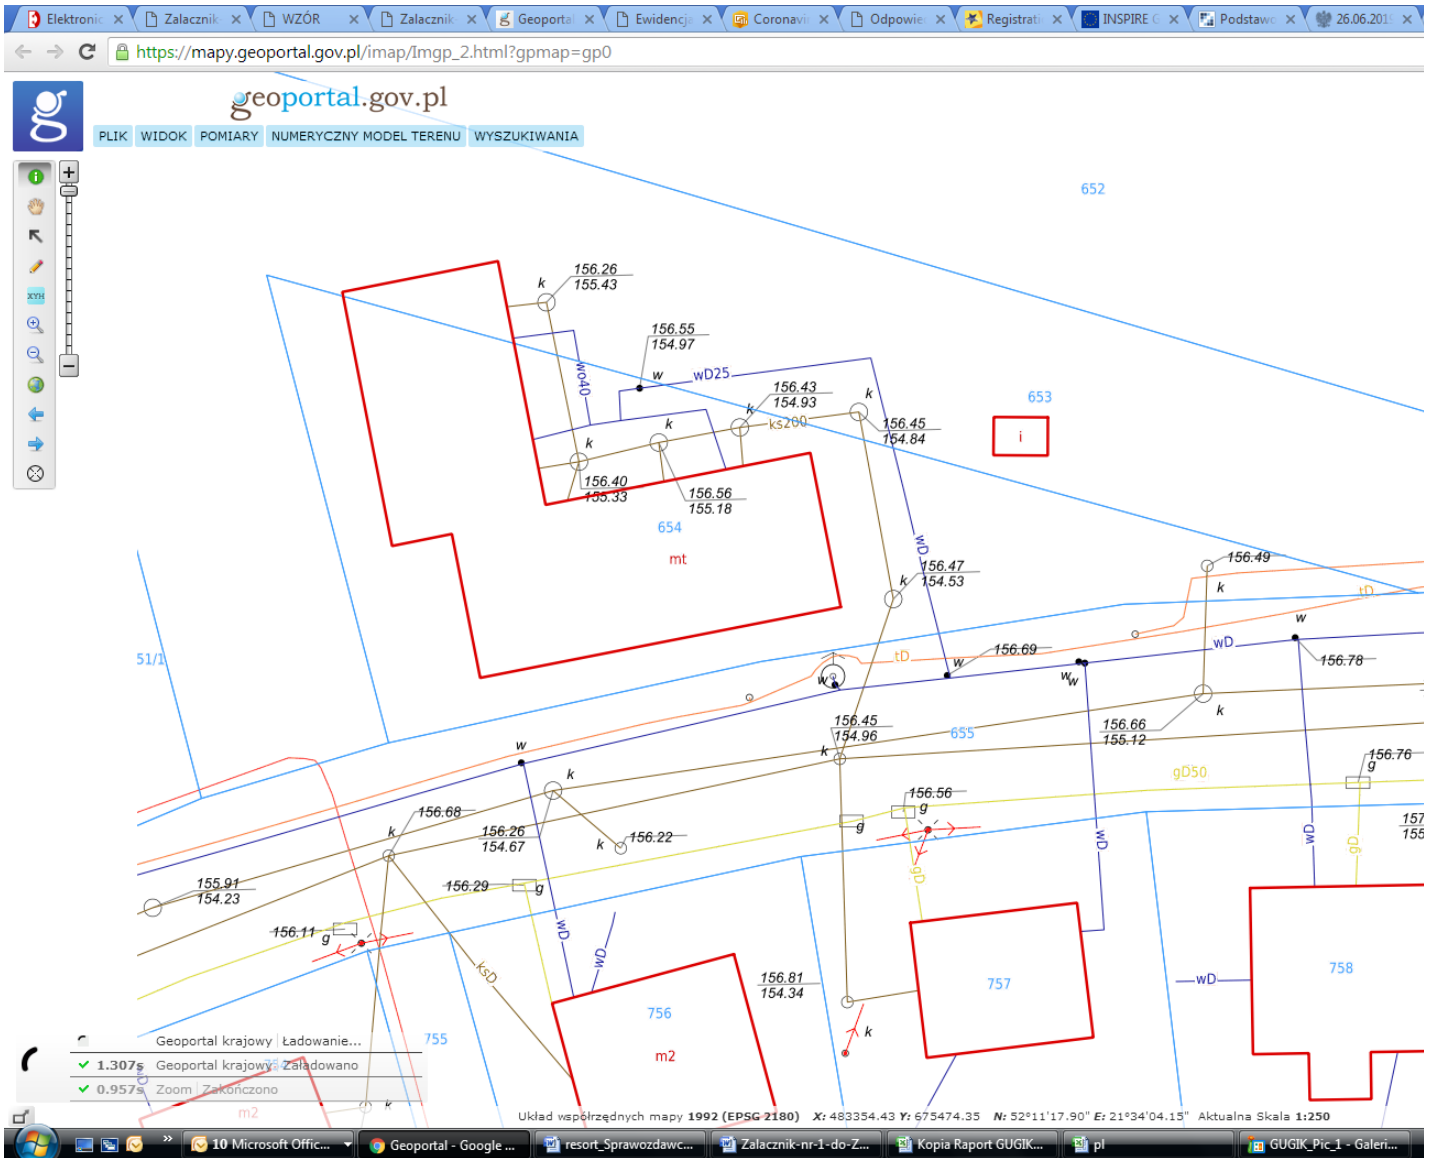 Elektronic Zalacznik WZÓR Zalacznik Geoportal Ewidencja Coronavi Odpowie Registrati INSPIRE G Podstawo 26.06.201
https://mapy.geoportal.gov.pl/imap/Imgp_2.html?gpmap=gp0
geoportal.gov.pl
PLIK WIDOK POMIARY NUMERYCZNY MODEL TERENU WYSZUKIWANIA
XYH
652
k
156.26
155.43
156.55
154.97
w
wD25
wo40
156.43
154.93
k
ks200
k
653
i
156.45
154.84
k
k
156.40
155.33
156.56
155.18
654
mt
wD
156.47
154.53
k
156.49
k
tD
w
51/1
tD
w
156.69
wD
156.78
w
w
w
k
156.45
154.96
k
655
156.66
155.12
w
k
156.76
g
gD50
156.68
k
156.26
154.67
k
156.22
156.56
g
g
gD
wD
wD
gD
157
155
155.91
154.23
156.29
g
156.11
g
wD
wD
ksD
156.81
154.34
757
wD
758
756
m2
755
k
k
m2
Geoportal krajowy Ładowanie...
1.307s Geoportal krajowy Załadowano
0.957s Zoom Zakończono
Układ współrzędnych mapy 1992 (EPSG 2180) X: 483354.43 Y: 675474.35 N: 52°11'17.90" E: 21°34'04.15" Aktualna Skala 1:250
» 10 Microsoft Offic... Geoportal - Google ... resort_Sprawozdawc... Zalacznik-nr-1-do-Z... Kopia Raport GUGIK... pl GUGIK_Pic_1 - Galeri...